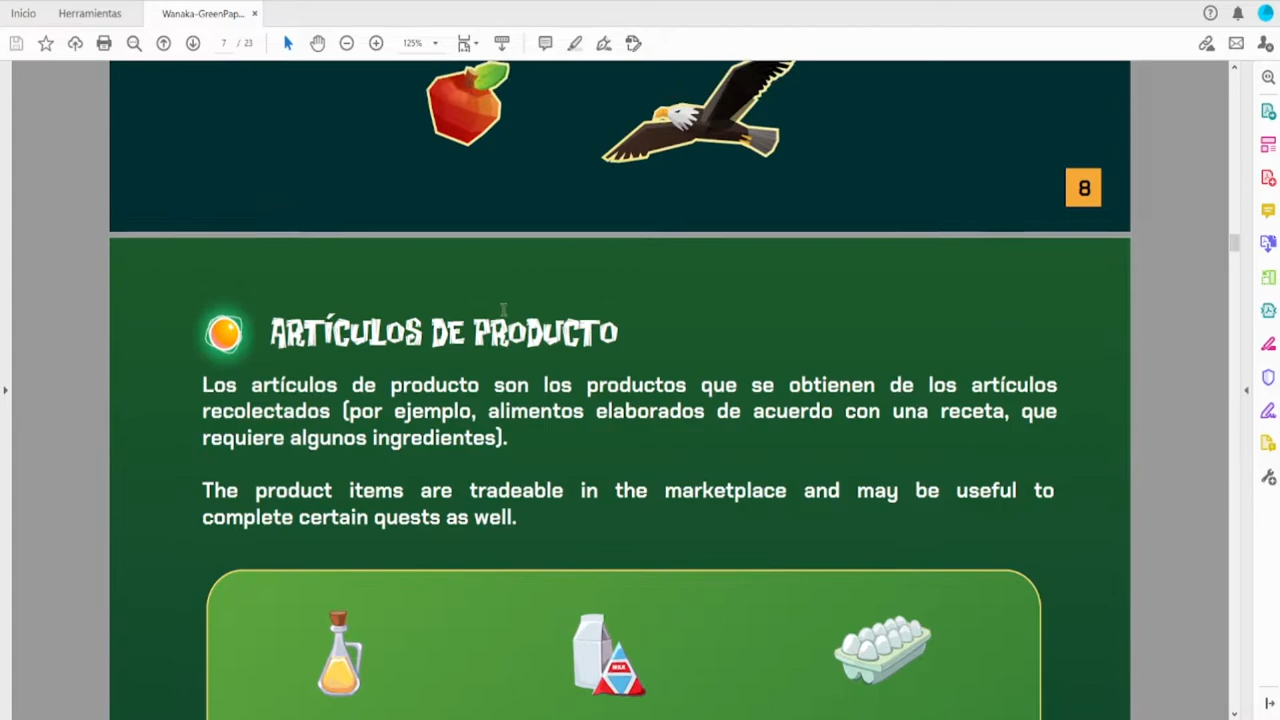 Inicio
Herramientas
Wanaka-GreenPap...
×
7 / 23
125%
8
ARTÍCULOS DE PRODUCTO
Los artículos de producto son los productos que se obtienen de los artículos
recolectados (por ejemplo, alimentos elaborados de acuerdo con una receta, que
requiere algunos ingredientes).
The product items are tradeable in the marketplace and may be useful to
complete certain quests as well.
MILK